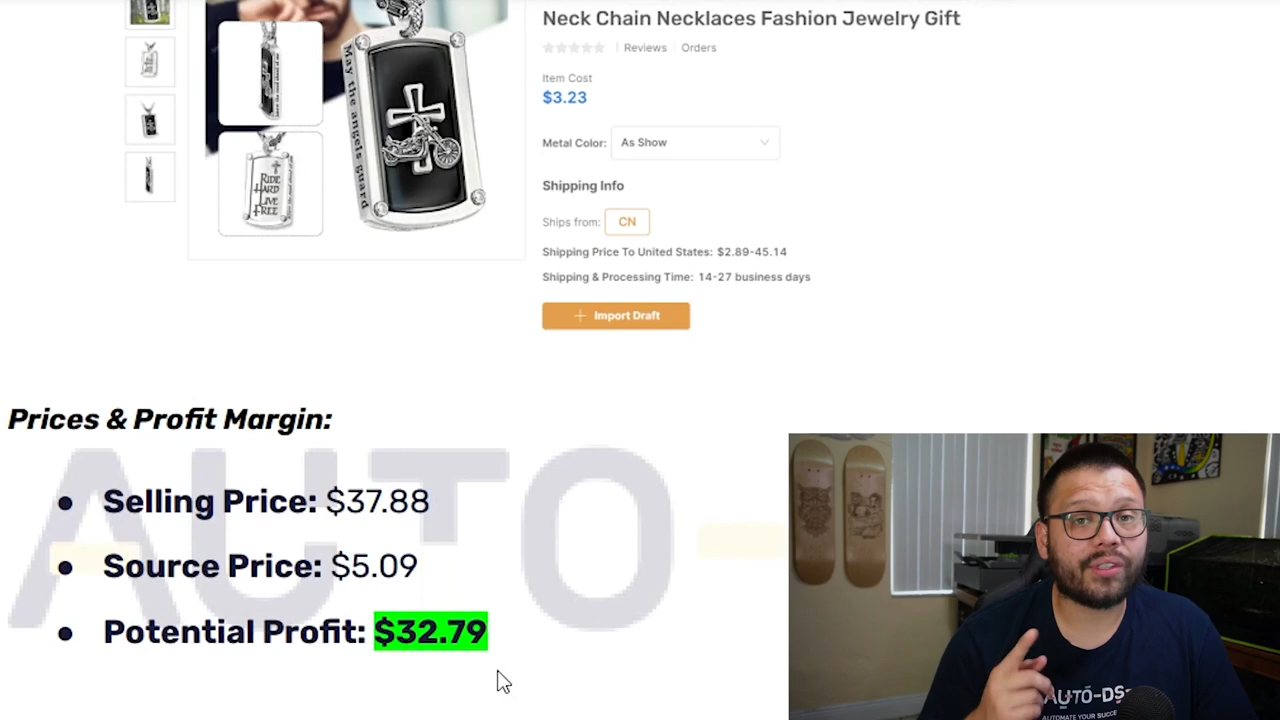 Neck Chain Necklaces Fashion Jewelry Gift
Reviews
Orders
Item Cost
$3.23
Metal Color:
As Show
Shipping Info
Ships from:
CN
Shipping Price To United States: $2.89-45.14
Shipping & Processing Time: 14-27 business days
Import Draft
May the angels guard
RIDE
HARD
LIVE
FREE
Prices & Profit Margin:
AUTO
• Selling Price: $37.88
• Source Price: $5.09
• Potential Profit: $32.79
AUTO-DS
AUTOMATE YOUR SUCCE